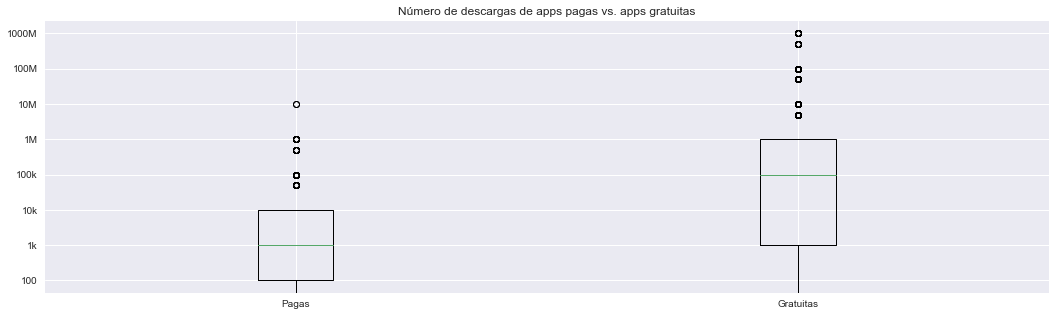 Número de descargas de apps pagas vs. apps gratuitas
1000M
100M
10M
1M
100k
10k
1k
100
Pagas
Gratuitas